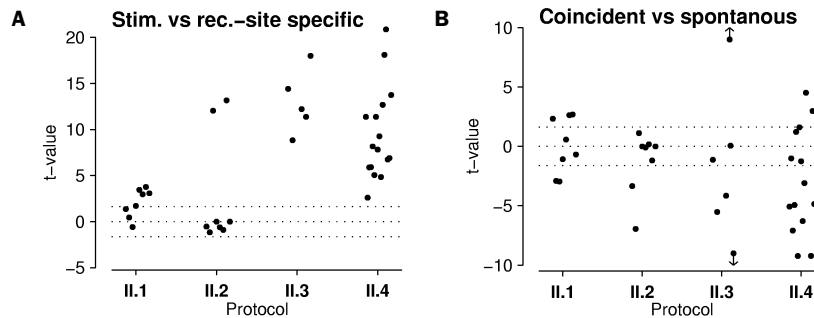 A
Stim. vs rec.−site specific
t−value
20
15
10
5
0
−5
II.1 II.2 II.3 II.4
Protocol
B
Coincident vs spontanous
t−value
10
5
0
−5
−10
II.1 II.2 II.3 II.4
Protocol